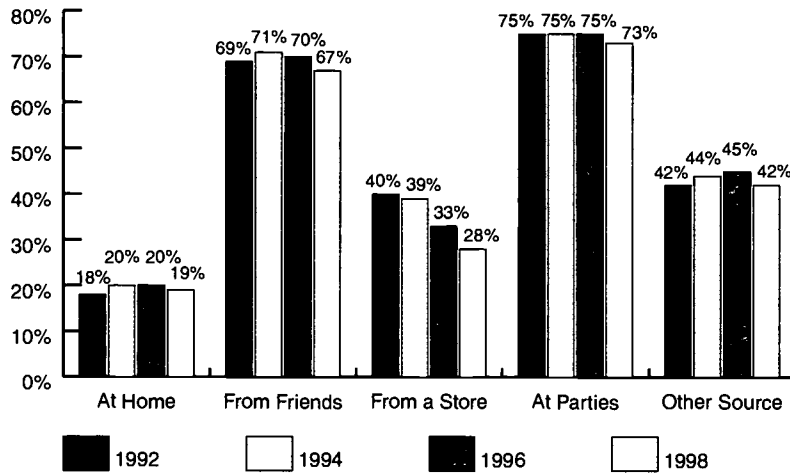 80%
70%
60%
50%
40%
30%
20%
10%
0%
18% 20% 20% 19%
69% 71% 70% 67%
40% 39% 33% 28%
75% 75% 75% 73%
42% 44% 45% 42%
At Home From Friends From a Store At Parties Other Source
1992 1994 1996 1998